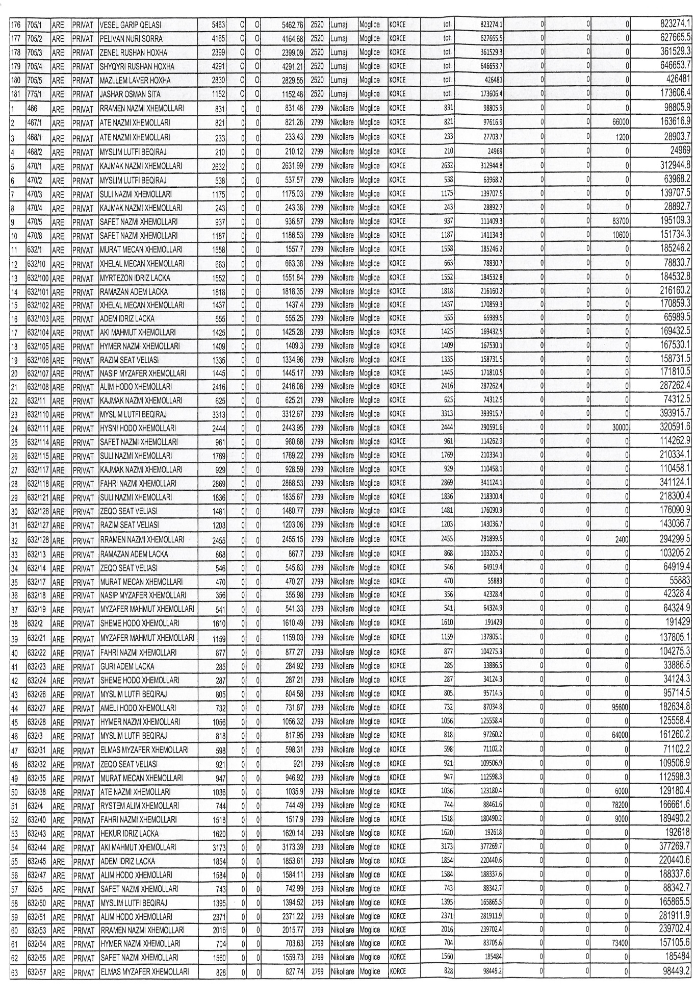 176 705/1 ARE PRIVAT VESEL GARIP QELASI 5463 O O 5462.76 2520 Lumaj Moglice KORCE tot. 823274.1 0 0 0 823274.1
177 705/2 ARE PRIVAT PELIVAN NURI SORRA 4165 O O 4164.68 2520 Lumaj Moglice KORCE tot. 627665.5 0 0 0 627665.5
178 705/3 ARE PRIVAT ZENEL RUSHAN HOXHA 2399 O O 2399.09 2520 Lumaj Moglice KORCE tot. 361529.3 0 0 0 361529.3
179 705/4 ARE PRIVAT SHYQYRI RUSHAN HOXHA 4291 O O 4291.21 2520 Lumaj Moglice KORCE tot. 646653.7 0 0 0 646653.7
180 705/5 ARE PRIVAT MAZLLEM LAVER HOXHA 2830 O O 2829.55 2520 Lumaj Moglice KORCE tot. 426481 0 0 0 426481
181 775/1 ARE PRIVAT JASHAR OSMAN SITA 1152 O O 1152.48 2520 Lumaj Moglice KORCE tot. 173606.4 0 0 0 173606.4
1 466 ARE PRIVAT RRAMEN NAZMI XHEMOLLARI 831 0 0 831.48 2799 Nikollare Moglice KORCE 831 98805.9 0 0 0 98805.9
2 467/1 ARE PRIVAT ATE NAZMI XHEMOLLARI 821 0 0 821.26 2799 Nikollare Moglice KORCE 821 97616.9 0 0 66000 163616.9
3 468/1 ARE PRIVAT ATE NAZMI XHEMOLLARI 233 0 0 233.43 2799 Nikollare Moglice KORCE 233 27703.7 0 0 1200 28903.7
4 468/2 ARE PRIVAT MYSLIM LUTFI BEQIRAJ 210 0 0 210.12 2799 Nikollare Moglice KORCE 210 24969 0 0 0 24969
5 470/1 ARE PRIVAT KAJMAK NAZMI XHEMOLLARI 2632 0 0 2631.99 2799 Nikollare Moglice KORCE 2632 312944.8 0 0 0 312944.8
6 470/2 ARE PRIVAT MYSLIM LUTFI BEQIRAJ 538 0 0 537.57 2799 Nikollare Moglice KORCE 538 63968.2 0 0 0 63968.2
7 470/3 ARE PRIVAT SULI NAZMI XHEMOLLARI 1175 0 0 1175.03 2799 Nikollare Moglice KORCE 1175 139707.5 0 0 0 139707.5
8 470/4 ARE PRIVAT KAJMAK NAZMI XHEMOLLARI 243 0 0 243.38 2799 Nikollare Moglice KORCE 243 28892.7 0 0 0 28892.7
9 470/5 ARE PRIVAT SAFET NAZMI XHEMOLLARI 937 0 0 936.87 2799 Nikollare Moglice KORCE 937 111409.3 0 0 83700 195109.3
10 470/8 ARE PRIVAT SAFET NAZMI XHEMOLLARI 1187 0 0 1186.53 2799 Nikollare Moglice KORCE 1187 141134.3 0 0 10600 151734.3
11 632/1 ARE PRIVAT MURAT MECAN XHEMOLLARI 1558 0 0 1557.7 2799 Nikollare Moglice KORCE 1558 185246.2 0 0 0 185246.2
12 632/10 ARE PRIVAT XHELAL MECAN XHEMOLLARI 663 0 0 663.38 2799 Nikollare Moglice KORCE 663 78830.7 0 0 0 78830.7
13 632/100 ARE PRIVAT MYRTEZON IDRIZ LACKA 1552 0 0 1551.84 2799 Nikollare Moglice KORCE 1552 184532.8 0 0 0 184532.8
14 632/101 ARE PRIVAT RAMAZAN ADEM LACKA 1818 0 0 1818.35 2799 Nikollare Moglice KORCE 1818 216160.2 0 0 0 216160.2
15 632/102 ARE PRIVAT XHELAL MECAN XHEMOLLARI 1437 0 0 1437.4 2799 Nikollare Moglice KORCE 1437 170859.3 0 0 0 170859.3
16 632/103 ARE PRIVAT ADEM IDRIZ LACKA 555 0 0 555.25 2799 Nikollare Moglice KORCE 555 65989.5 0 0 0 65989.5
17 632/104 ARE PRIVAT AKI MAHMUT XHEMOLLARI 1425 0 0 1425.28 2799 Nikollare Moglice KORCE 1425 169432.5 0 0 0 169432.5
18 632/105 ARE PRIVAT HYMER NAZMI XHEMOLLARI 1409 0 0 1409.3 2799 Nikollare Moglice KORCE 1409 167530.1 0 0 0 167530.1
19 632/106 ARE PRIVAT RAZIM SEAT VELIASI 1335 0 0 1334.96 2799 Nikollare Moglice KORCE 1335 158731.5 0 0 0 158731.5
20 632/107 ARE PRIVAT NASIP MYZAFER XHEMOLLARI 1445 0 0 1445.17 2799 Nikollare Moglice KORCE 1445 171810.5 0 0 0 171810.5
21 632/108 ARE PRIVAT ALIM HODO XHEMOLLARI 2416 0 0 2416.08 2799 Nikollare Moglice KORCE 2416 287262.4 0 0 0 287262.4
22 632/11 ARE PRIVAT KAJMAK NAZMI XHEMOLLARI 625 0 0 625.21 2799 Nikollare Moglice KORCE 625 74312.5 0 0 0 74312.5
23 632/110 ARE PRIVAT MYSLIM LUTFI BEQIRAJ 3313 0 0 3312.67 2799 Nikollare Moglice KORCE 3313 393915.7 0 0 0 393915.7
24 632/111 ARE PRIVAT HYSNI HODO XHEMOLLARI 2444 0 0 2443.95 2799 Nikollare Moglice KORCE 2444 290591.6 0 0 30000 320591.6
25 632/114 ARE PRIVAT SAFET NAZMI XHEMOLLARI 961 0 0 960.68 2799 Nikollare Moglice KORCE 961 114262.9 0 0 0 114262.9
26 632/115 ARE PRIVAT SULI NAZMI XHEMOLLARI 1769 0 0 1769.22 2799 Nikollare Moglice KORCE 1769 210334.1 0 0 0 210334.1
27 632/117 ARE PRIVAT KAJMAK NAZMI XHEMOLLARI 929 0 0 928.59 2799 Nikollare Moglice KORCE 929 110458.1 0 0 0 110458.1
28 632/118 ARE PRIVAT FAHRI NAZMI XHEMOLLARI 2869 0 0 2868.53 2799 Nikollare Moglice KORCE 2869 341124.1 0 0 0 341124.1
29 632/121 ARE PRIVAT SULI NAZMI XHEMOLLARI 1836 0 0 1835.67 2799 Nikollare Moglice KORCE 1836 218300.4 0 0 0 218300.4
30 632/126 ARE PRIVAT ZEQO SEAT VELIASI 1481 0 0 1480.77 2799 Nikollare Moglice KORCE 1481 176090.9 0 0 0 176090.9
31 632/127 ARE PRIVAT RAZIM SEAT VELIASI 1203 0 0 1203.06 2799 Nikollare Moglice KORCE 1203 143036.7 0 0 0 143036.7
32 632/128 ARE PRIVAT RRAMEN NAZMI XHEMOLLARI 2455 0 0 2455.15 2799 Nikollare Moglice KORCE 2455 291899.5 0 0 2400 294299.5
33 632/13 ARE PRIVAT RAMAZAN ADEM LACKA 868 0 0 867.7 2799 Nikollare Moglice KORCE 868 103205.2 0 0 0 103205.2
34 632/14 ARE PRIVAT ZEQO SEAT VELIASI 546 0 0 545.63 2799 Nikollare Moglice KORCE 546 64919.4 0 0 0 64919.4
35 632/17 ARE PRIVAT MURAT MECAN XHEMOLLARI 470 0 0 470.27 2799 Nikollare Moglice KORCE 470 55883 0 0 0 55883
36 632/18 ARE PRIVAT NASIP MYZAFER XHEMOLLARI 356 0 0 355.98 2799 Nikollare Moglice KORCE 356 42328.4 0 0 0 42328.4
37 632/19 ARE PRIVAT MYZAFER MAHMUT XHEMOLLARI 541 0 0 541.33 2799 Nikollare Moglice KORCE 541 64324.9 0 0 0 64324.9
38 632/2 ARE PRIVAT SHEME HODO XHEMOLLARI 1610 0 0 1610.49 2799 Nikollare Moglice KORCE 1610 191429 0 0 0 191429
39 632/21 ARE PRIVAT MYZAFER MAHMUT XHEMOLLARI 1159 0 0 1159.03 2799 Nikollare Moglice KORCE 1159 137805.1 0 0 0 137805.1
40 632/22 ARE PRIVAT FAHRI NAZMI XHEMOLLARI 877 0 0 877.27 2799 Nikollare Moglice KORCE 877 104275.3 0 0 0 104275.3
41 632/23 ARE PRIVAT GURI ADEM LACKA 285 0 0 284.92 2799 Nikollare Moglice KORCE 285 33886.5 0 0 0 33886.5
42 632/24 ARE PRIVAT SHEME HODO XHEMOLLARI 287 0 0 287.21 2799 Nikollare Moglice KORCE 287 34124.3 0 0 0 34124.3
43 632/26 ARE PRIVAT MYSLIM LUTFI BEQIRAJ 805 0 0 804.58 2799 Nikollare Moglice KORCE 805 95714.5 0 0 0 95714.5
44 632/27 ARE PRIVAT AMELI HODO XHEMOLLARI 732 0 0 731.87 2799 Nikollare Moglice KORCE 732 87034.8 0 0 95600 182634.8
45 632/28 ARE PRIVAT HYMER NAZMI XHEMOLLARI 1056 0 0 1056.32 2799 Nikollare Moglice KORCE 1056 125558.4 0 0 0 125558.4
46 632/3 ARE PRIVAT MYSLIM LUTFI BEQIRAJ 818 0 0 817.95 2799 Nikollare Moglice KORCE 818 97260.2 0 0 64000 161260.2
47 632/31 ARE PRIVAT ELMAS MYZAFER XHEMOLLARI 598 0 0 598.31 2799 Nikollare Moglice KORCE 598 71102.2 0 0 0 71102.2
48 632/32 ARE PRIVAT ZEQO SEAT VELIASI 921 0 0 921 2799 Nikollare Moglice KORCE 921 109506.9 0 0 0 109506.9
49 632/35 ARE PRIVAT MURAT MECAN XHEMOLLARI 947 0 0 946.92 2799 Nikollare Moglice KORCE 947 112598.3 0 0 0 112598.3
50 632/38 ARE PRIVAT ATE NAZMI XHEMOLLARI 1036 0 0 1035.9 2799 Nikollare Moglice KORCE 1036 123180.4 0 0 6000 129180.4
51 632/4 ARE PRIVAT RYSTEM ALIM XHEMOLLARI 744 0 0 744.49 2799 Nikollare Moglice KORCE 744 88461.6 0 0 78200 166661.6
52 632/40 ARE PRIVAT FAHRI NAZMI XHEMOLLARI 1518 0 0 1517.9 2799 Nikollare Moglice KORCE 1518 180490.2 0 0 9000 189490.2
53 632/43 ARE PRIVAT HEKUR IDRIZ LACKA 1620 0 0 1620.14 2799 Nikollare Moglice KORCE 1620 192618 0 0 0 192618
54 632/44 ARE PRIVAT AKI MAHMUT XHEMOLLARI 3173 0 0 3173.39 2799 Nikollare Moglice KORCE 3173 377269.7 0 0 0 377269.7
55 632/45 ARE PRIVAT ADEM IDRIZ LACKA 1854 0 0 1853.61 2799 Nikollare Moglice KORCE 1854 220440.6 0 0 0 220440.6
56 632/47 ARE PRIVAT ALIM HODO XHEMOLLARI 1584 0 0 1584.11 2799 Nikollare Moglice KORCE 1584 188337.6 0 0 0 188337.6
57 632/5 ARE PRIVAT SAFET NAZMI XHEMOLLARI 743 0 0 742.99 2799 Nikollare Moglice KORCE 743 88342.7 0 0 0 88342.7
58 632/50 ARE PRIVAT MYSLIM LUTFI BEQIRAJ 1395 0 0 1394.52 2799 Nikollare Moglice KORCE 1395 165865.5 0 0 0 165865.5
59 632/51 ARE PRIVAT ALIM HODO XHEMOLLARI 2371 0 0 2371.22 2799 Nikollare Moglice KORCE 2371 281911.9 0 0 0 281911.9
60 632/53 ARE PRIVAT RRAMEN NAZMI XHEMOLLARI 2016 0 0 2015.77 2799 Nikollare Moglice KORCE 2016 239702.4 0 0 0 239702.4
61 632/54 ARE PRIVAT HYMER NAZMI XHEMOLLARI 704 0 0 703.63 2799 Nikollare Moglice KORCE 704 83705.6 0 0 73400 157105.6
62 632/55 ARE PRIVAT SAFET NAZMI XHEMOLLARI 1560 0 0 1559.73 2799 Nikollare Moglice KORCE 1560 185484 0 0 0 185484
63 632/57 ARE PRIVAT ELMAS MYZAFER XHEMOLLARI 828 0 0 827.74 2799 Nikollare Moglice KORCE 828 98449.2 0 0 0 98449.2